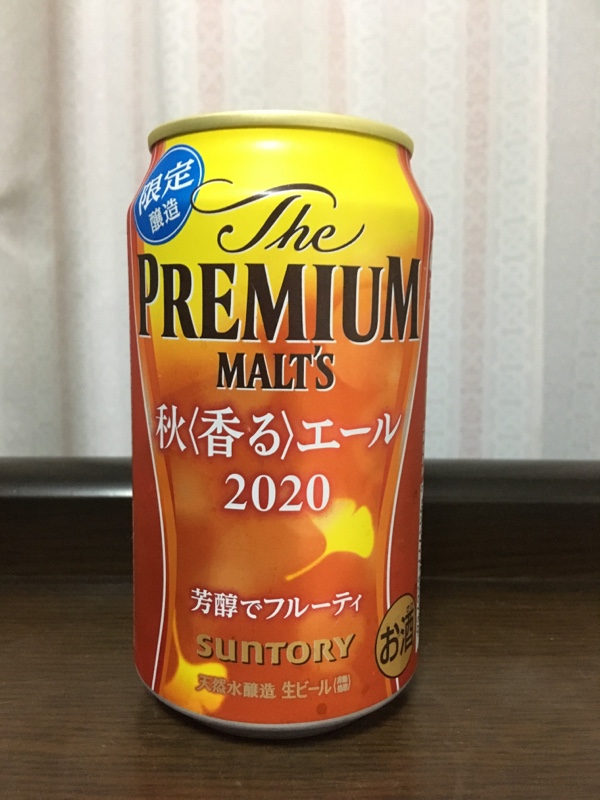 限定
醸造
The
PREMIUM
MALT'S
秋〈香る〉エール
2020
芳醇でフルーティ
SUNTORY
お酒
天然水醸造 生ビール